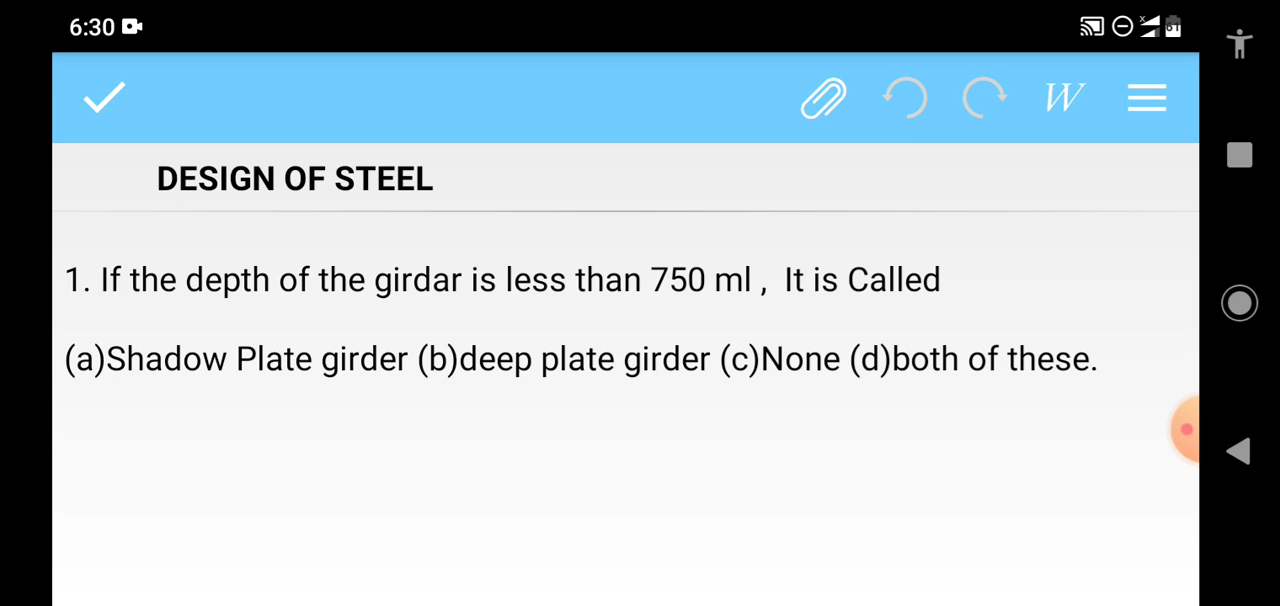 6:30
61
W
DESIGN OF STEEL
1. If the depth of the girdar is less than 750 ml ,  It is Called
(a)Shadow Plate girder (b)deep plate girder (c)None (d)both of these.